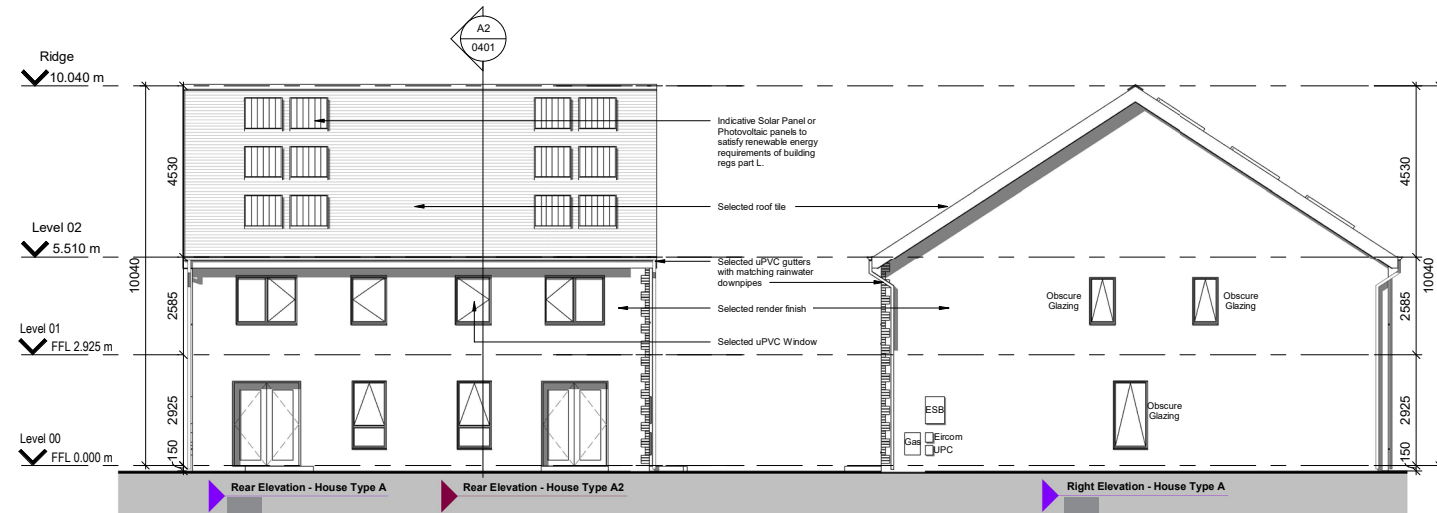 A2
0401
Ridge
10.040 m
Level 02
5.510 m
Level 01
FFL 2.925 m
Level 00
FFL 0.000 m
10040
4530
2585
2925
150
Indicative Solar Panel or
Photovoltaic panels to
satisfy renewable energy
requirements of building
regs part L.
Selected roof tile
Selected uPVC gutters
with matching rainwater
downpipes
Selected render finish
Selected uPVC Window
Obscure
Glazing
Obscure
Glazing
Obscure
Glazing
ESB
Gas
Eircom
UPC
4530
2585
2925
150
10040
Rear Elevation - House Type A
Rear Elevation - House Type A2
Right Elevation - House Type A